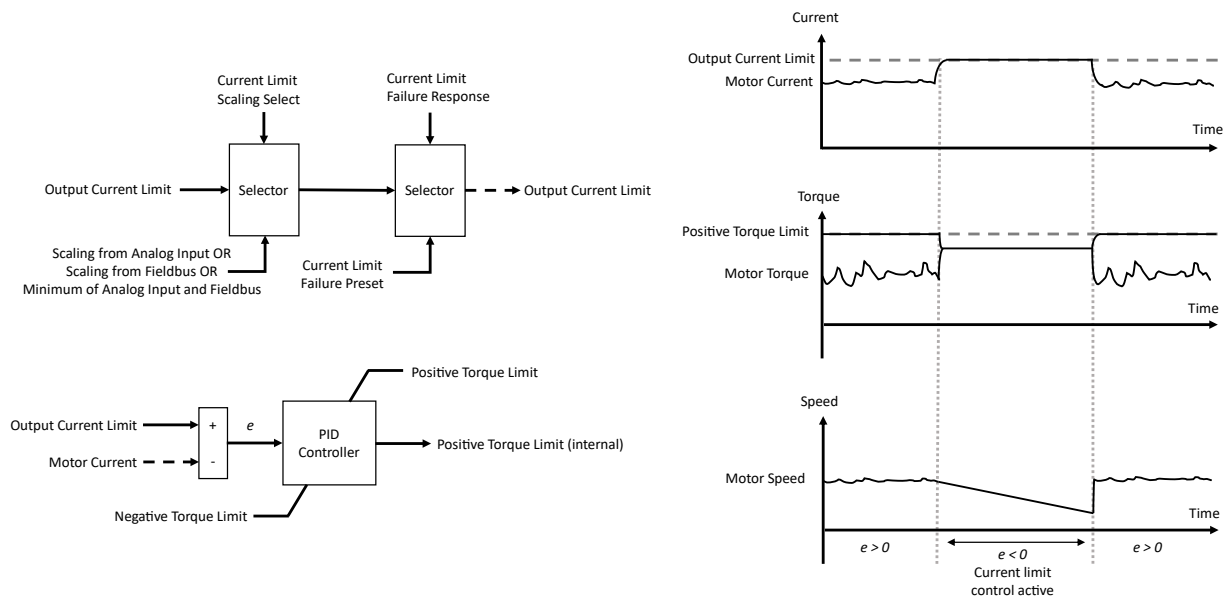 Current Limit
Scaling Select
Current Limit
Failure Response
Output Current Limit
Selector
Selector
Output Current Limit
Scaling from Analog Input OR
Scaling from Fieldbus OR
Minimum of Analog Input and Fieldbus
Current Limit
Failure Preset
Positive Torque Limit
Output Current Limit
+
e
PID
Controller
Positive Torque Limit (internal)
Motor Current
-
Negative Torque Limit
Current
Output Current Limit
Motor Current
Time
Torque
Positive Torque Limit
Motor Torque
Time
Speed
Motor Speed
Time
e > 0
e < 0
e > 0
Current limit
control active